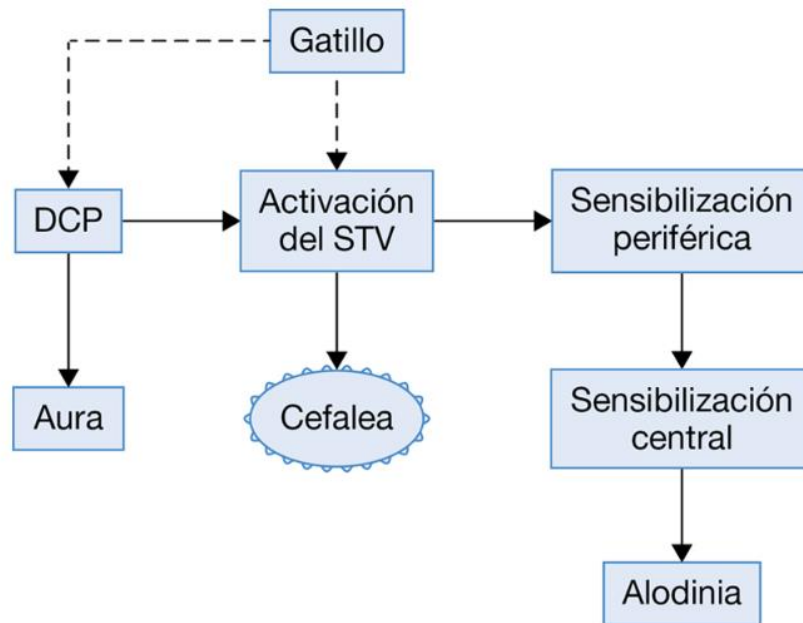 Gatillo
DCP
Activación
del STV
Sensibilización
periférica
Aura
Cefalea
Sensibilización
central
Alodinia